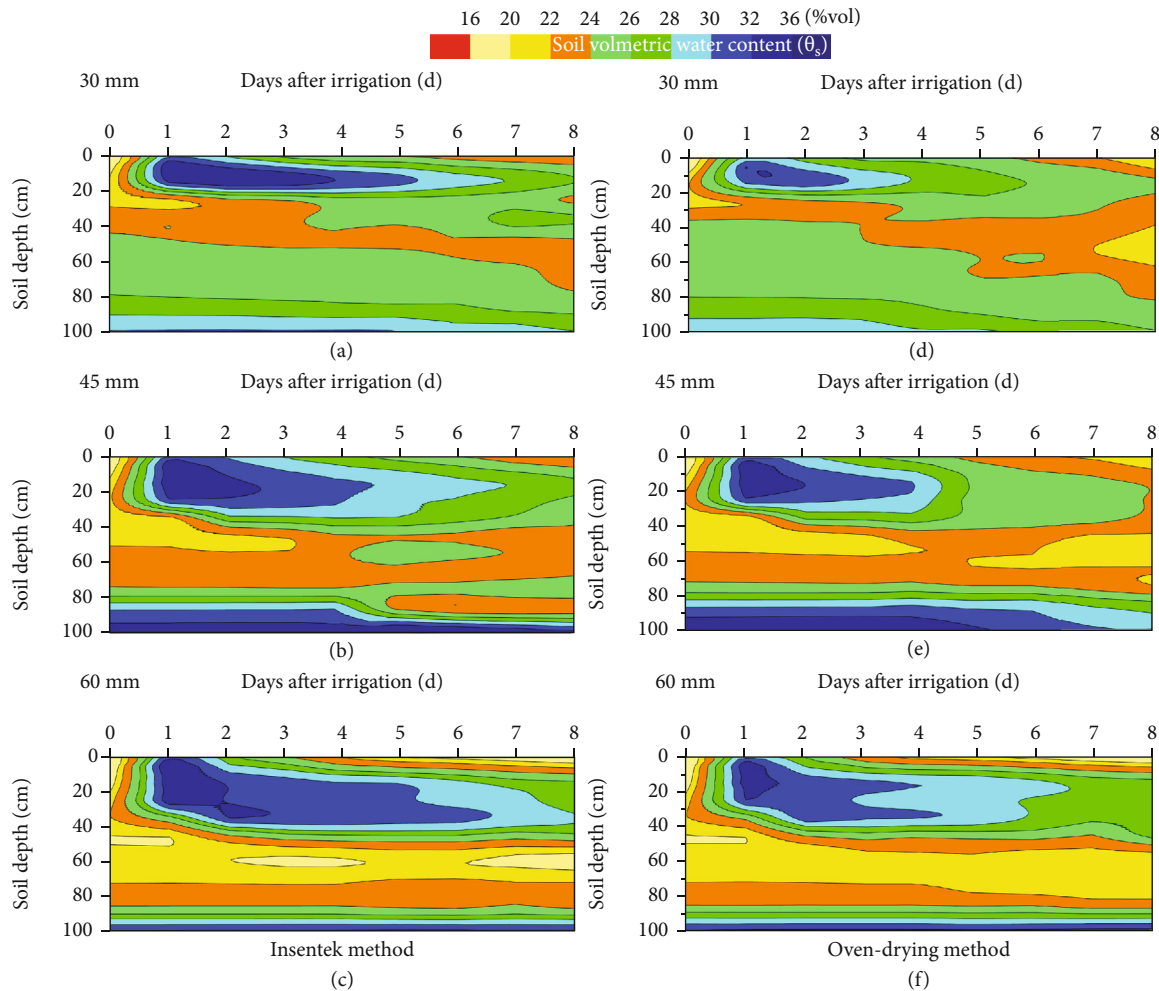 16 20 22 24 26 28 30 32 36 (%vol)
Soil volmetric water content (θs)
30 mm Days after irrigation (d)
0 1 2 3 4 5 6 7 8
Soil depth (cm)
0
20
40
60
80
100
(a)
30 mm Days after irrigation (d)
0 1 2 3 4 5 6 7 8
Soil depth (cm)
0
20
40
60
80
100
(d)
45 mm Days after irrigation (d)
0 1 2 3 4 5 6 7 8
Soil depth (cm)
0
20
40
60
80
100
(b)
45 mm Days after irrigation (d)
0 1 2 3 4 5 6 7 8
Soil depth (cm)
0
20
40
60
80
100
(e)
60 mm Days after irrigation (d)
0 1 2 3 4 5 6 7 8
Soil depth (cm)
0
20
40
60
80
100
Insentek method
(c)
60 mm Days after irrigation (d)
0 1 2 3 4 5 6 7 8
Soil depth (cm)
0
20
40
60
80
100
Oven-drying method
(f)